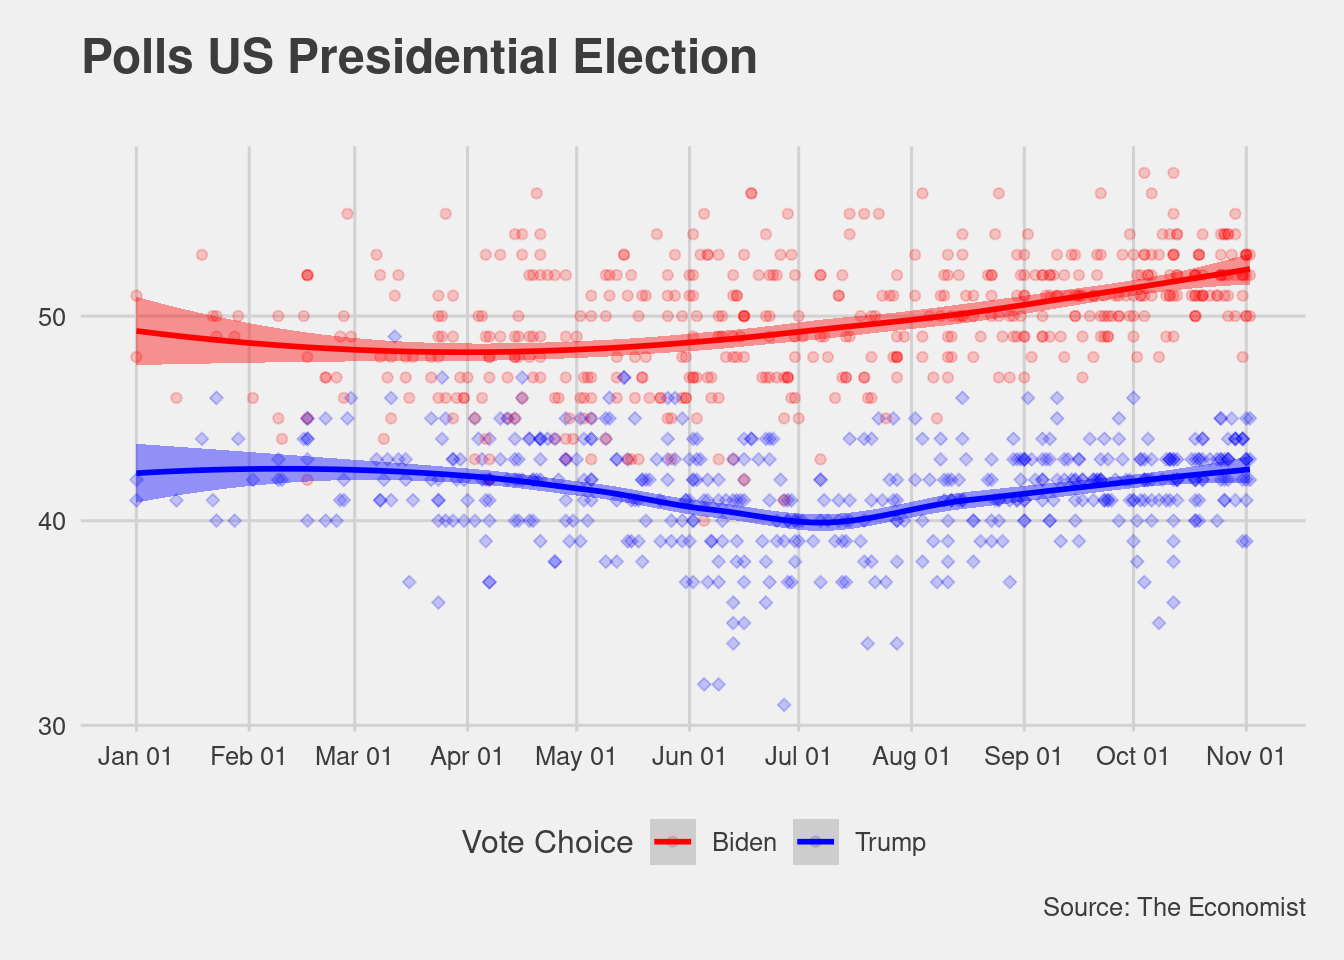 Polls US Presidential Election
50
40
30
Jan 01 Feb 01 Mar 01 Apr 01 May 01 Jun 01 Jul 01 Aug 01 Sep 01 Oct 01 Nov 01
Vote Choice Biden Trump
Source: The Economist